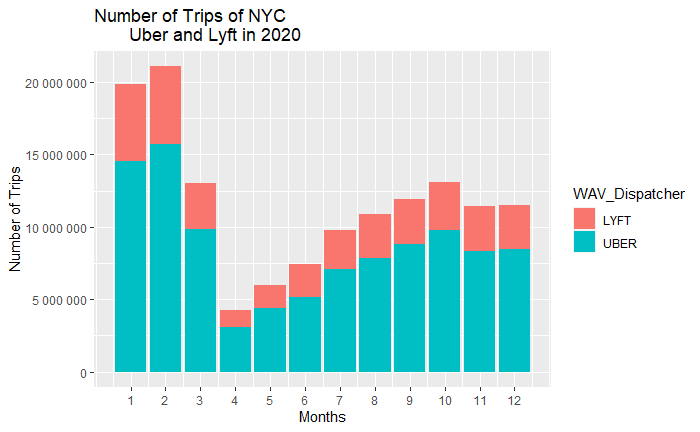 Number of Trips of NYC
Uber and Lyft in 2020
Number of Trips
20 000 000
15 000 000
10 000 000
5 000 000
0
1 2 3 4 5 6 7 8 9 10 11 12
Months
WAV_Dispatcher
LYFT
UBER